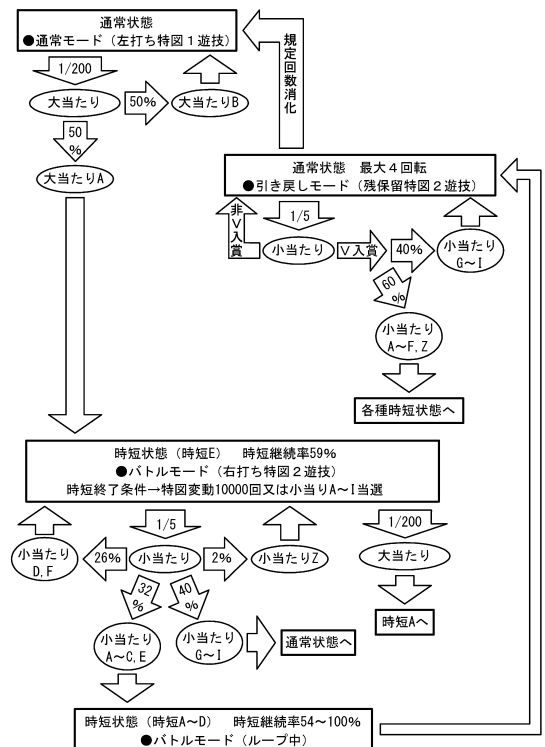 通常状態
●通常モード（左打ち特図１遊技）
1/200
大当たり
50%
大当たりB
50
%
大当たりA
規定回数消化
通常状態　最大４回転
●引き戻しモード（残保留特図２遊技）
非V入賞
1/5
小当たり
V入賞
40%
小当たり
G～I
60
%
小当たり
A～F,Z
各種時短状態へ
時短状態（時短E）　時短継続率59%
●バトルモード（右打ち特図２遊技）
時短終了条件→特図変動10000回又は小当りA～I当選
1/5
1/200
小当たり
D,F
26%
小当たり
2%
小当たりZ
大当たり
32
%
40
%
小当たり
A～C,E
小当たり
G～I
通常状態へ
時短Aへ
時短状態（時短A～D）　時短継続率54～100%
●バトルモード（ループ中）